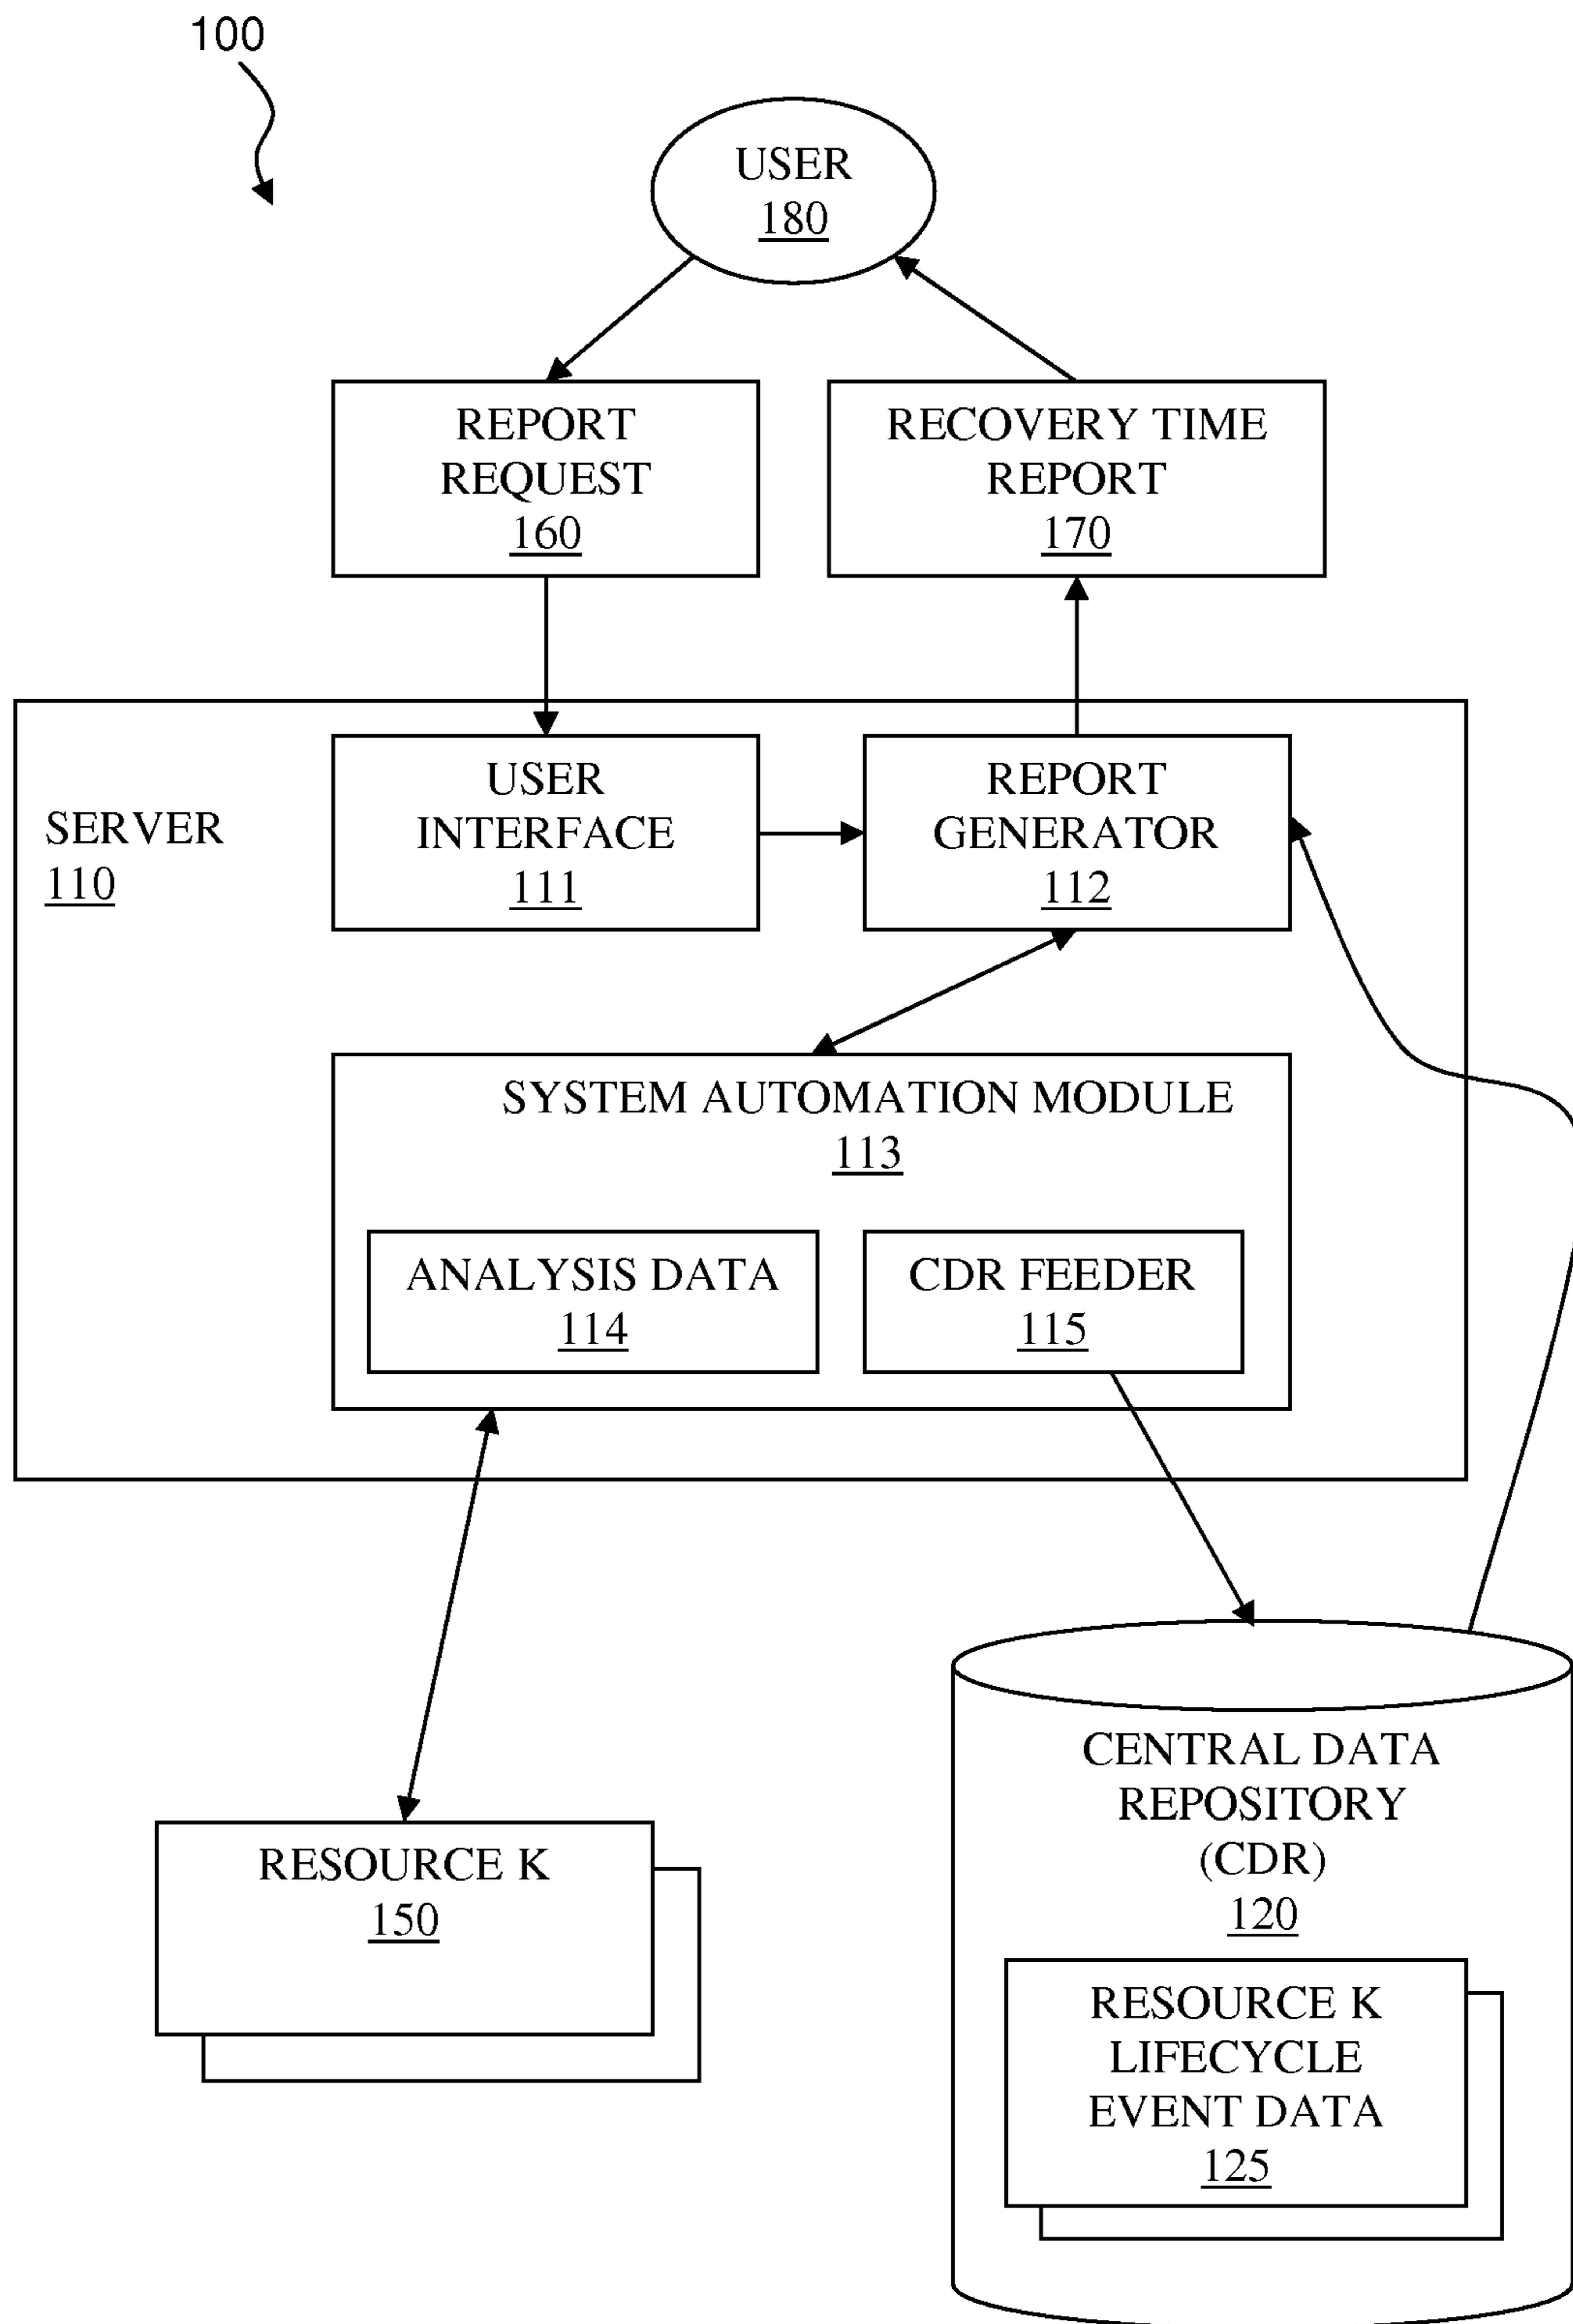 100
USER
180
REPORT
REQUEST
160
RECOVERY TIME
REPORT
170
SERVER
110
USER
INTERFACE
111
REPORT
GENERATOR
112
SYSTEM AUTOMATION MODULE
113
ANALYSIS DATA
114
CDR FEEDER
115
RESOURCE K
150
CENTRAL DATA
REPOSITORY
(CDR)
120
RESOURCE K
LIFECYCLE
EVENT DATA
125